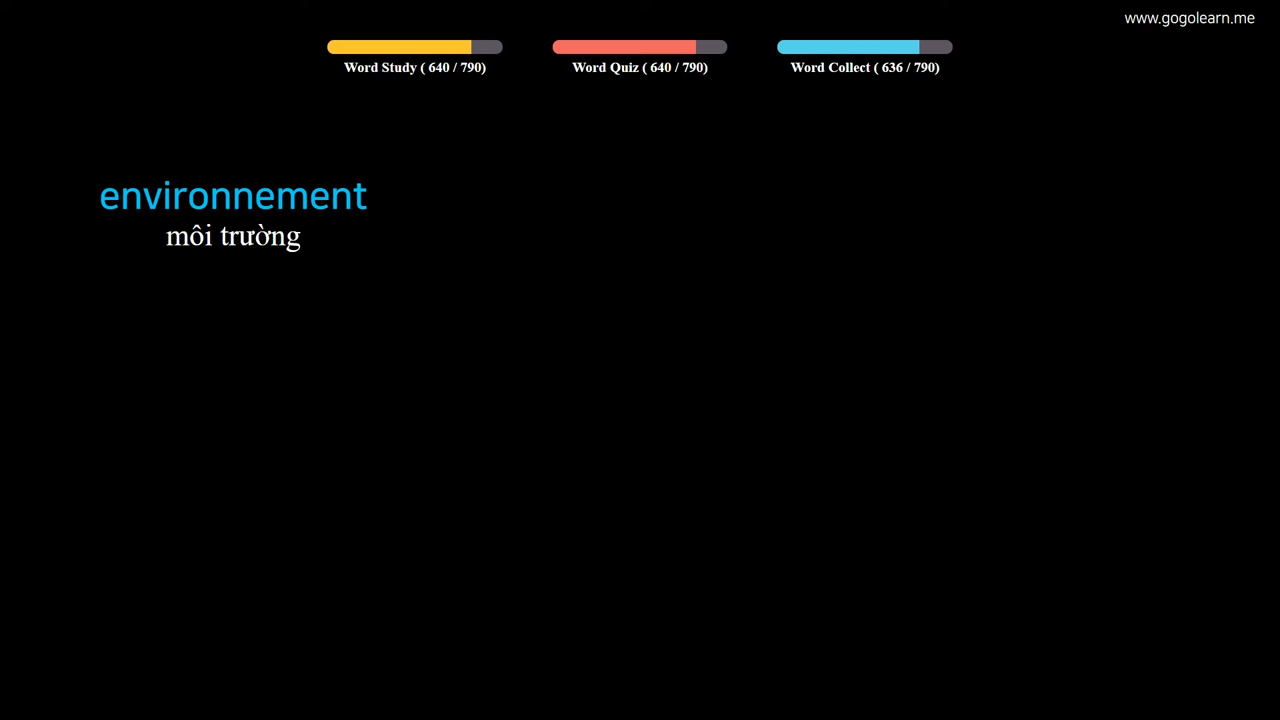 www.gogolearn.me
Word Study ( 640 / 790)
Word Quiz ( 640 / 790)
Word Collect ( 636 / 790)
environnement
môi trường